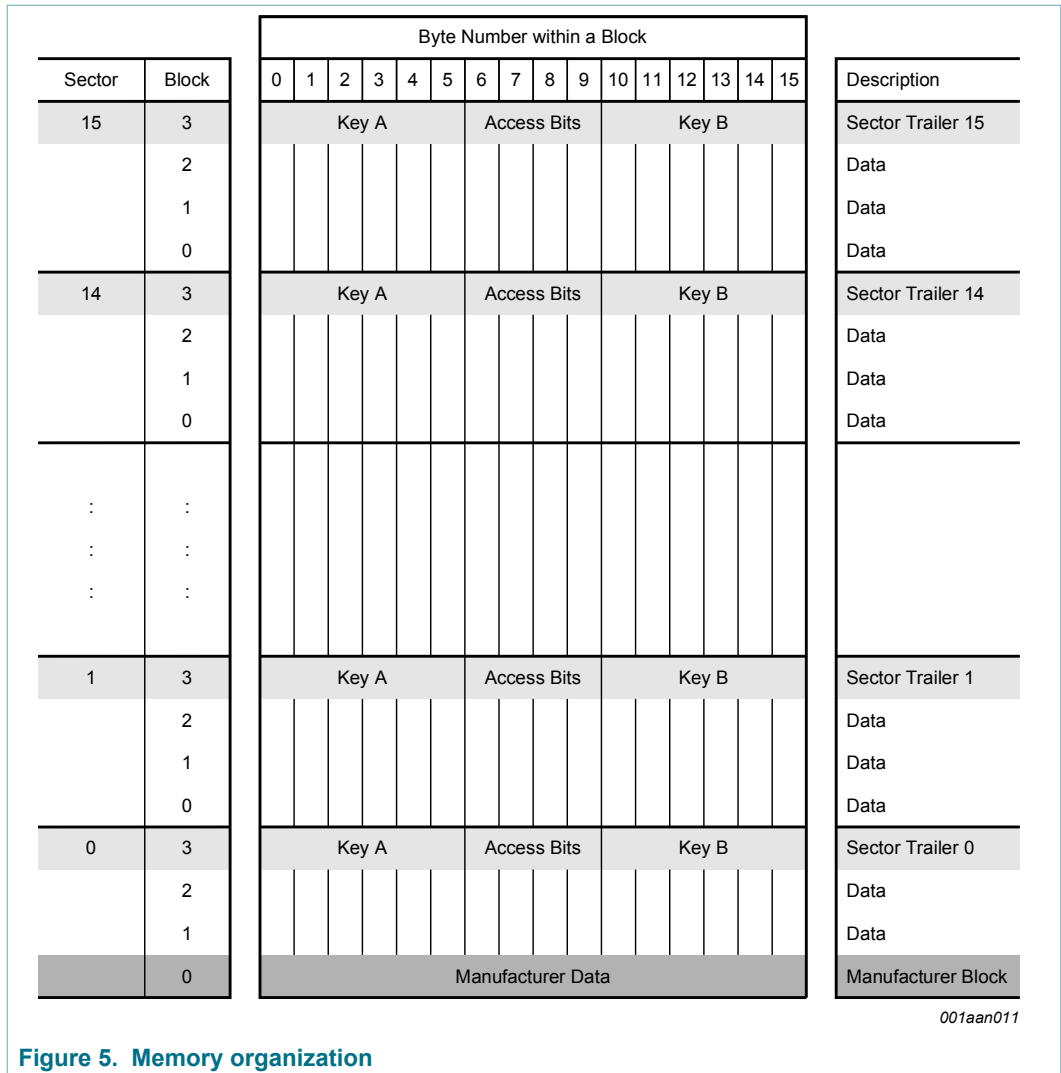 Byte Number within a Block
Sector Block 0 1 2 3 4 5 6 7 8 9 10 11 12 13 14 15 Description
15 3 Key A Access Bits Key B Sector Trailer 15
2 Data
1 Data
0 Data
14 3 Key A Access Bits Key B Sector Trailer 14
2 Data
1 Data
0 Data
: :
: :
: :
1 3 Key A Access Bits Key B Sector Trailer 1
2 Data
1 Data
0 Data
0 3 Key A Access Bits Key B Sector Trailer 0
2 Data
1 Data
0 Manufacturer Data Manufacturer Block
001aan011
Figure 5. Memory organization